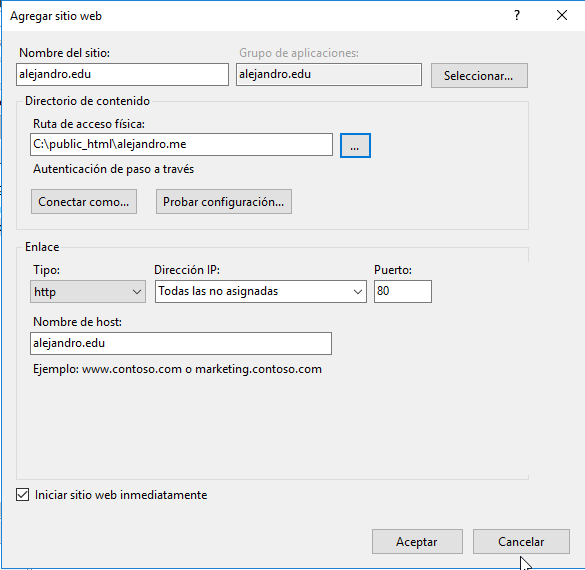 Agregar sitio web
?
Nombre del sitio: Grupo de aplicaciones:
alejandro.edu alejandro.edu Seleccionar...
Directorio de contenido
Ruta de acceso física:
C:\public_html\alejandro.me ...
Autenticación de paso a través
Conectar como... Probar configuración...
Enlace
Tipo: Dirección IP: Puerto:
http Todas las no asignadas 80
Nombre de host:
alejandro.edu
Ejemplo: www.contoso.com o marketing.contoso.com
Iniciar sitio web inmediatamente
Aceptar Cancelar